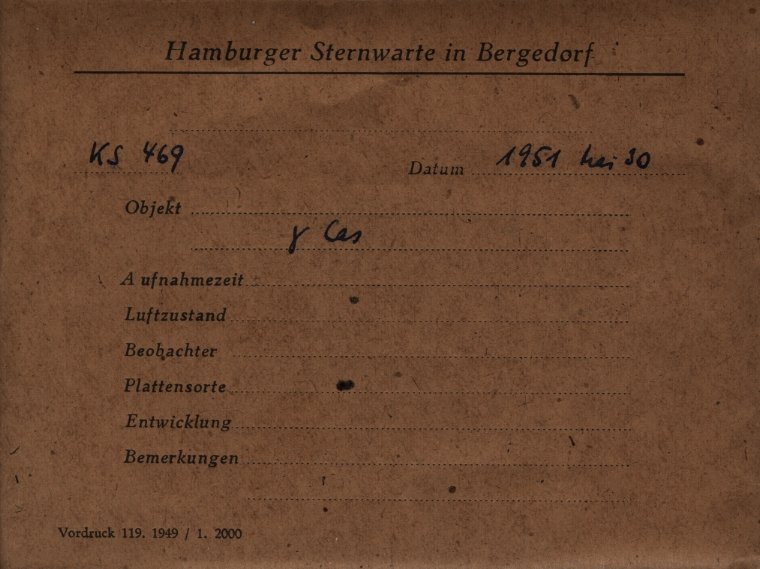 Hamburger Sternwarte in Bergedorf
KS 469 Datum 1951 Mai 30
Objekt
γ Cas
Aufnahmezeit
Luftzustand
Beobachter
Plattensorte
Entwicklung
Bemerkungen
Vordruck 119. 1949 / 1. 2000